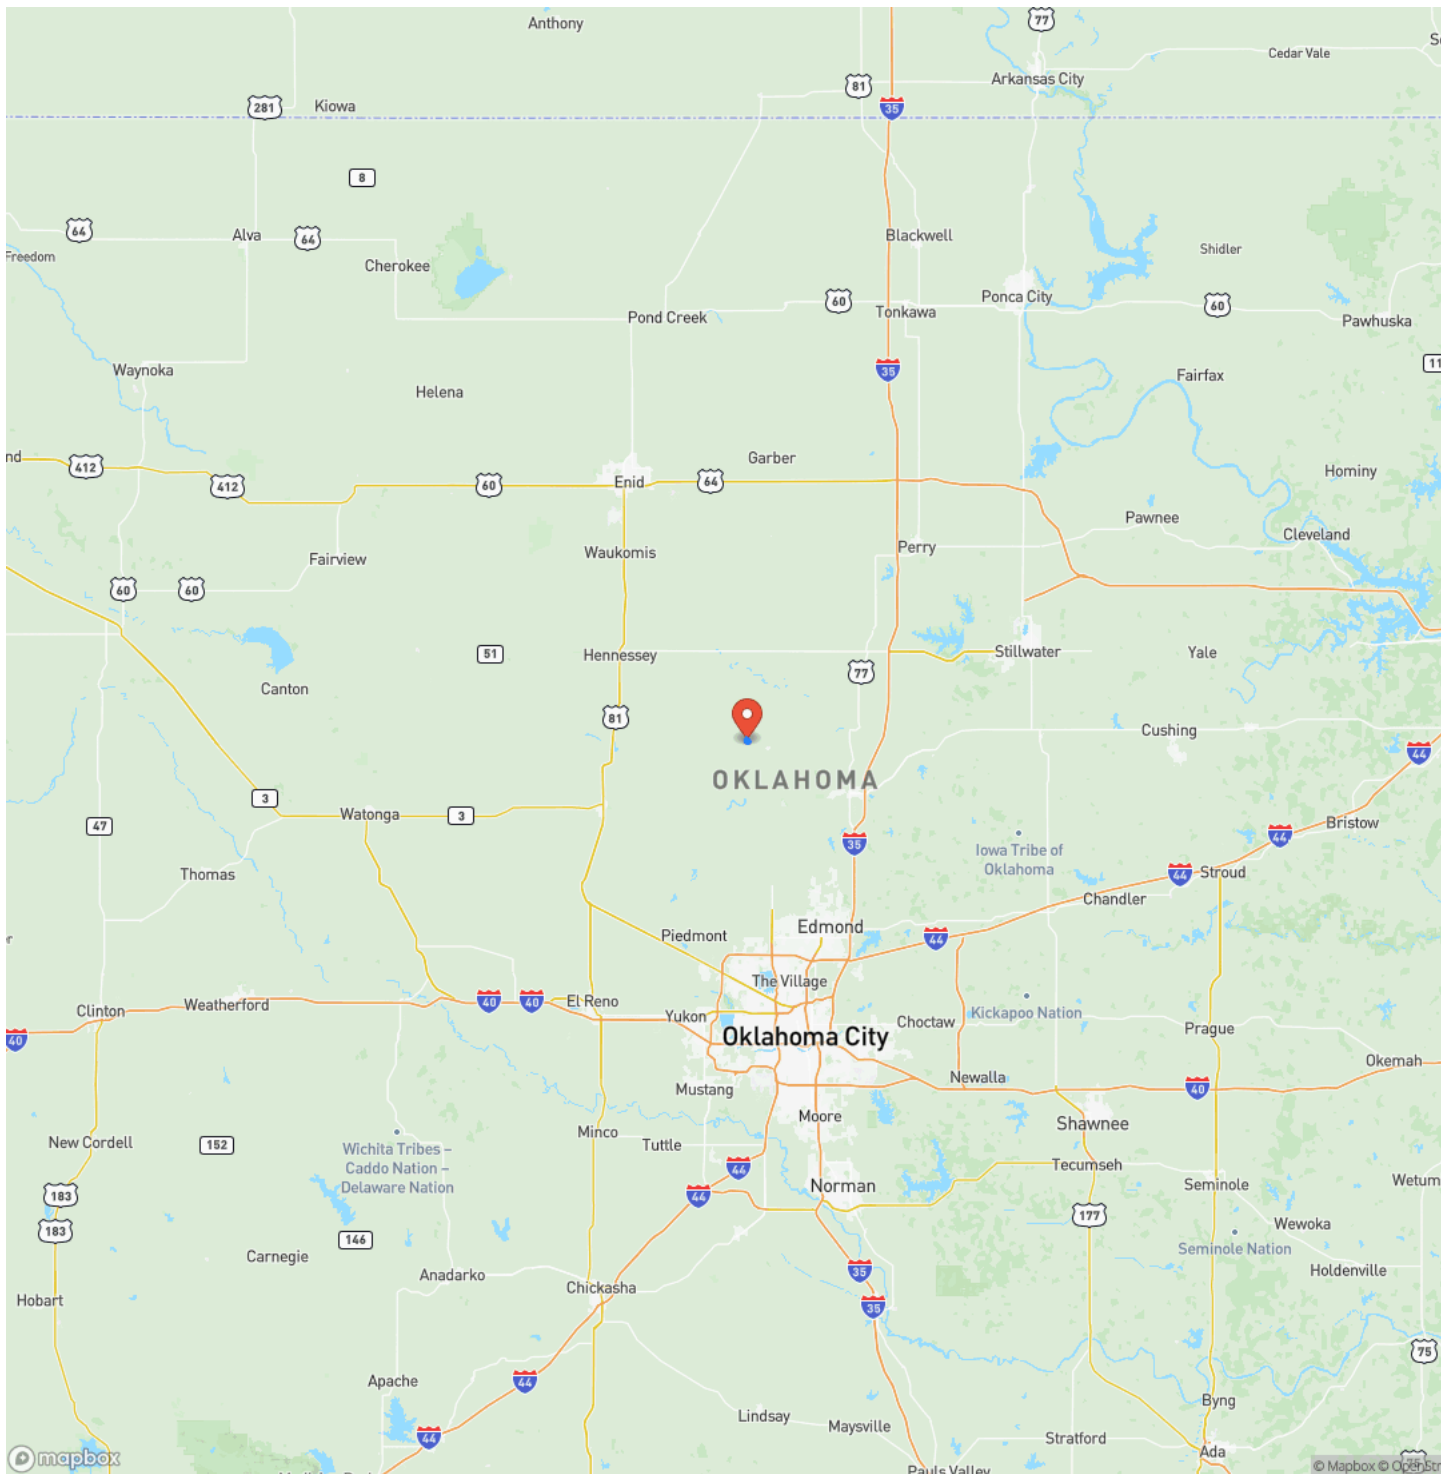 Anthony
77
Cedar Vale
Arkansas City
81
35
281
Kiowa
8
64
Alva
64
Freedom
Cherokee
Blackwell
Shidler
Ponca City
60
60
Tonkawa
Pond Creek
Pawhuska
Waynoka
35
11
Fairfax
Helena
412
412
60
Enid
64
Garber
Hominy
Pawnee
Cleveland
Perry
Waukomis
Fairview
60
60
51
Hennessey
Stillwater
Yale
77
Canton
81
Cushing
44
OKLAHOMA
3
Watonga
3
47
35
Iowa Tribe of
Oklahoma
44
Bristow
44
Stroud
Thomas
Chandler
Edmond
Piedmont
44
The Village
Clinton
Weatherford
40
40
El Reno
Yukon
Choctaw
Kickapoo Nation
Prague
40
Oklahoma City
Okemah
Newalla
40
Mustang
Moore
Shawnee
New Cordell
152
Wichita Tribes –
Caddo Nation –
Delaware Nation
Minco
Tuttle
Tecumseh
44
44
Norman
Seminole
Wetum
183
183
177
Wewoka
146
Seminole Nation
Carnegie
Anadarko
35
Holdenville
Chickasha
Hobart
35
75
Apache
44
Byng
Lindsay
Maysville
44
Stratford
Ada
mapbox
75
© Mapbox © OpenStr
Pauls Valley